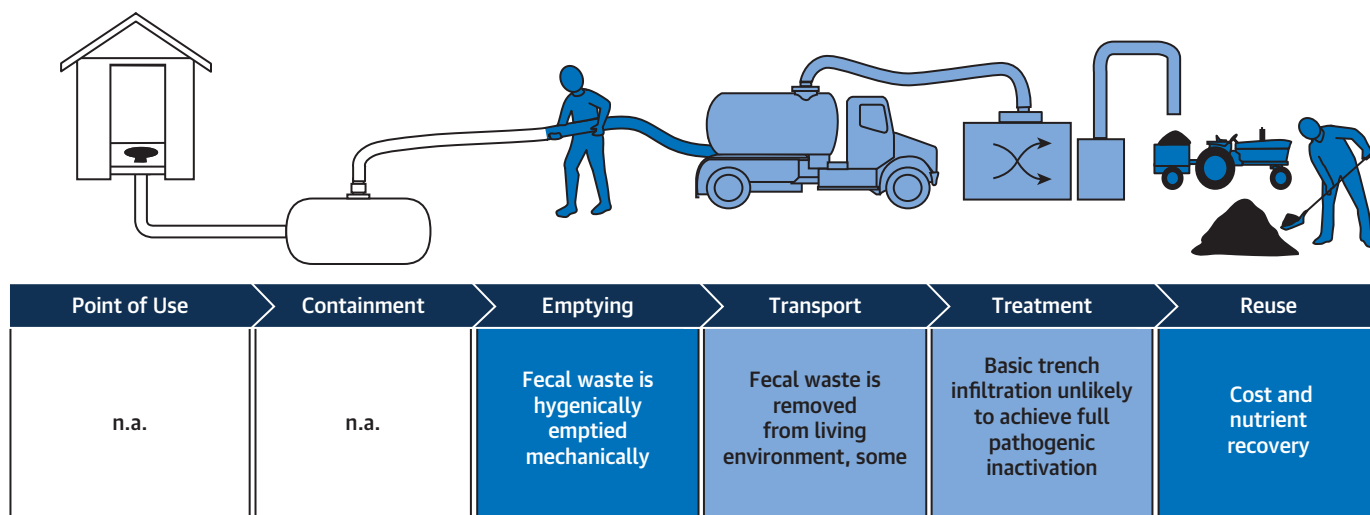 Point of Use
Containment
Emptying
Transport
Treatment
Reuse
n.a.
n.a.
Fecal waste is
hygenically
emptied
mechanically
Fecal waste is
removed
from living
environment, some
Basic trench
infiltration unlikely
to achieve full
pathogenic
inactivation
Cost and
nutrient
recovery